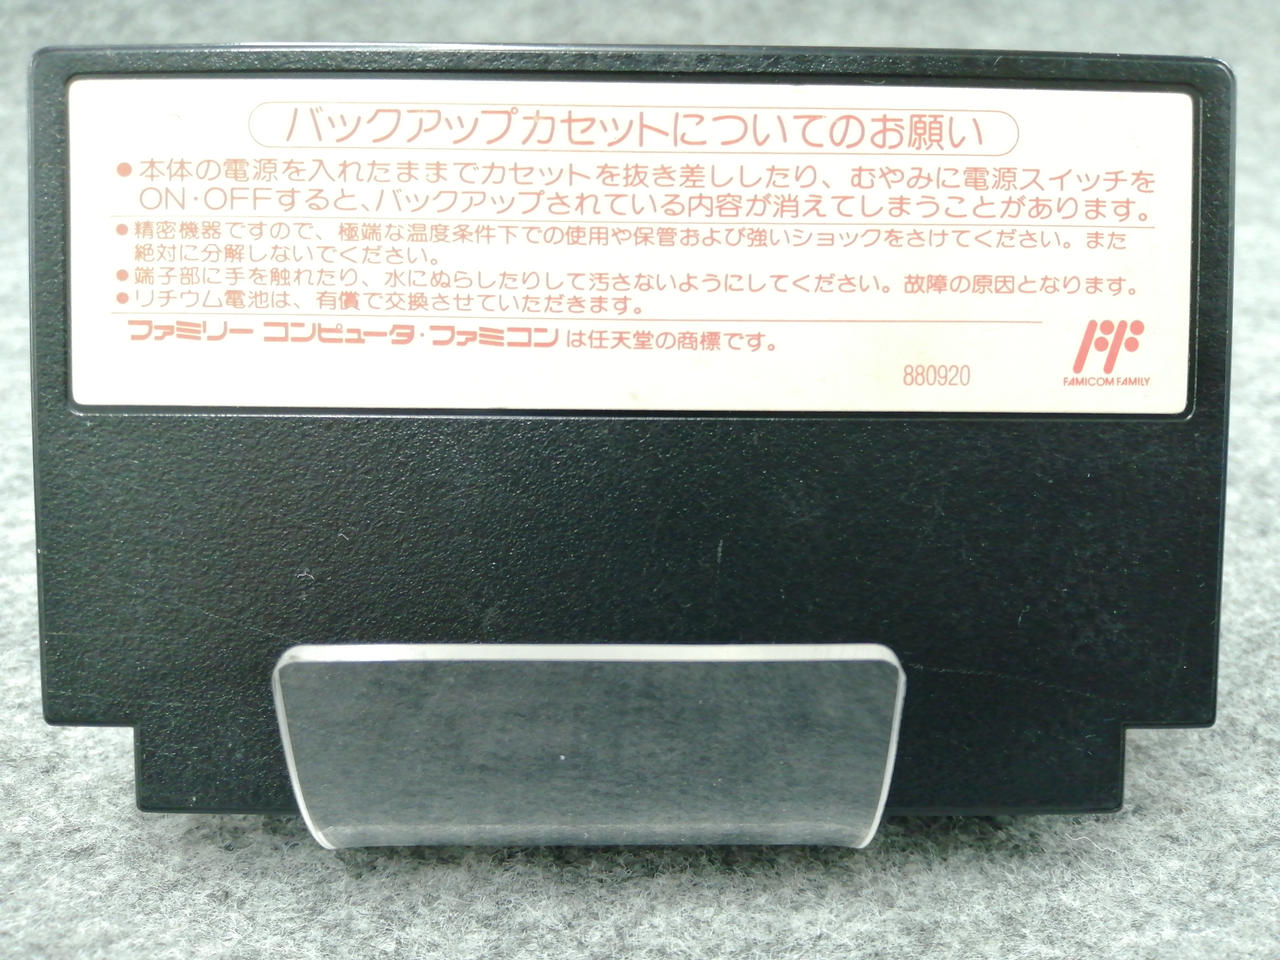 バックアップカセットについてのお願い
●本体の電源を入れたままでカセットを抜き差ししたり、むやみに電源スイッチを
ON・OFFすると、バックアップされている内容が消えてしまうことがあります。
●精密機器ですので、極端な温度条件下での使用や保管および強いショックをさけてください。また
絶対に分解しないでください。
●端子部に手を触れたり、水にぬらしたりして汚さないようにしてください。故障の原因となります。
●リチウム電池は、有償で交換させていただきます。
ファミリー コンピュータ・ファミコンは任天堂の商標です。
880920
FAMICOM FAMILY